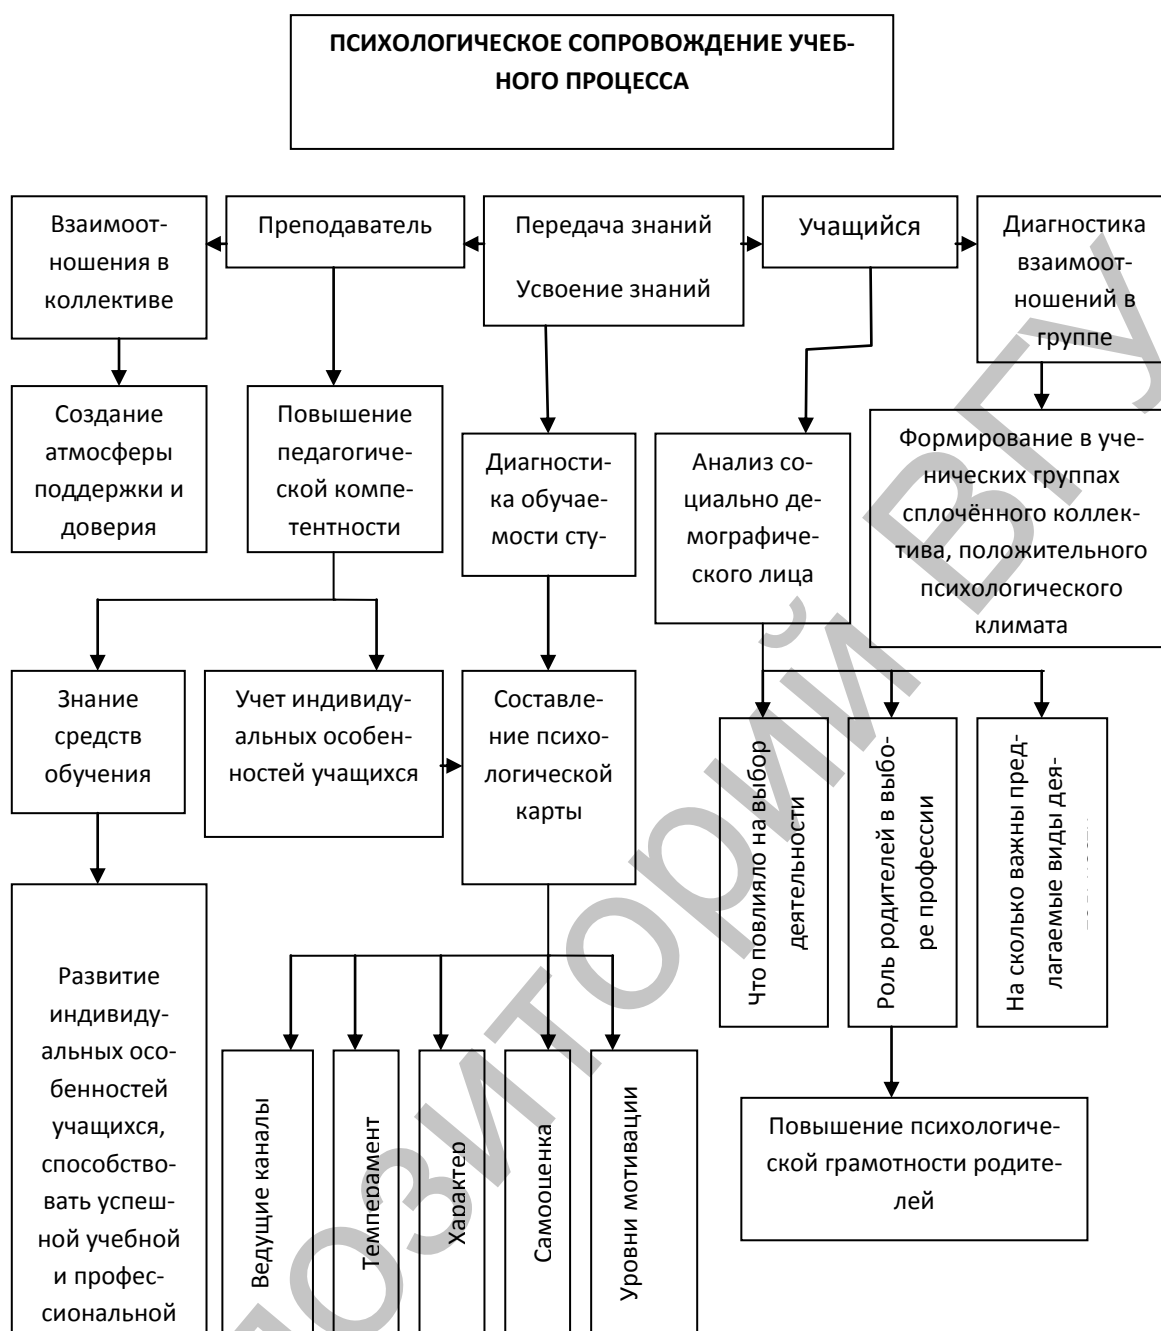 ПСИХОЛОГИЧЕСКОЕ СОПРОВОЖДЕНИЕ УЧЕБ-
НОГО ПРОЦЕССА
Взаимоот-
ношения в
коллективе
Преподаватель
Передача знаний
Усвоение знаний
Учащийся
Диагностика
взаимоот-
ношений в
группе
Создание
атмосферы
поддержки и
доверия
Повышение
педагогиче-
ской компе-
тентности
Диагности-
ка обучае-
мости сту-
Анализ со-
циально де-
мографиче-
ского лица
Формирование в уче-
нических группах
сплочённого коллек-
тива, положительного
психологического
климата
Знание
средств
обучения
Учет индивиду-
альных особен-
ностей учащихся
Составле-
ние психо-
логической
карты
Что повлияло на выбор
деятельности
Роль родителей в выбо-
ре профессии
На сколько важны пред-
лагаемые виды дея-
Развитие
индивиду-
альных осо-
бенностей
учащихся,
способство-
вать успеш-
ной учебной
и профес-
сиональной
Ведущие каналы
Темперамент
Характер
Самооценка
Уровни мотивации
Повышение психологиче-
ской грамотности родите-
лей
позиторий ВГУ